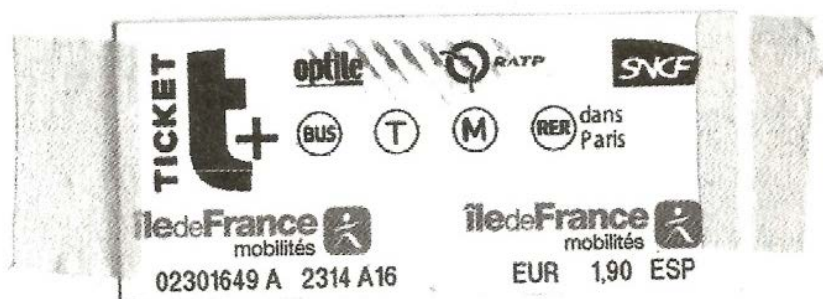 TICKET t+
optile RATP SNCF
BUS T M RER dans Paris
îledeFrance mobilités îledeFrance mobilités
02301649 A 2314 A16 EUR 1,90 ESP